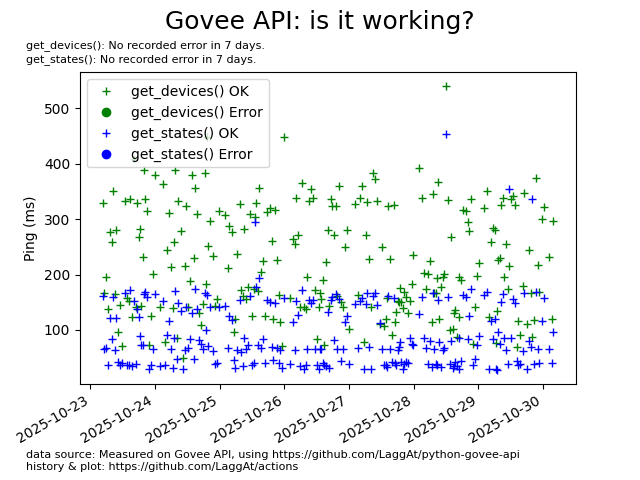 Govee API: is it working?
get_devices(): No recorded error in 7 days.
get_states(): No recorded error in 7 days.
get_devices() OK
get_devices() Error
get_states() OK
get_states() Error
Ping (ms)
500
400
300
200
100
2025-10-23
2025-10-24
2025-10-25
2025-10-26
2025-10-27
2025-10-28
2025-10-29
2025-10-30
data source: Measured on Govee API, using https://github.com/LaggAt/python-govee-api
history & plot: https://github.com/LaggAt/actions